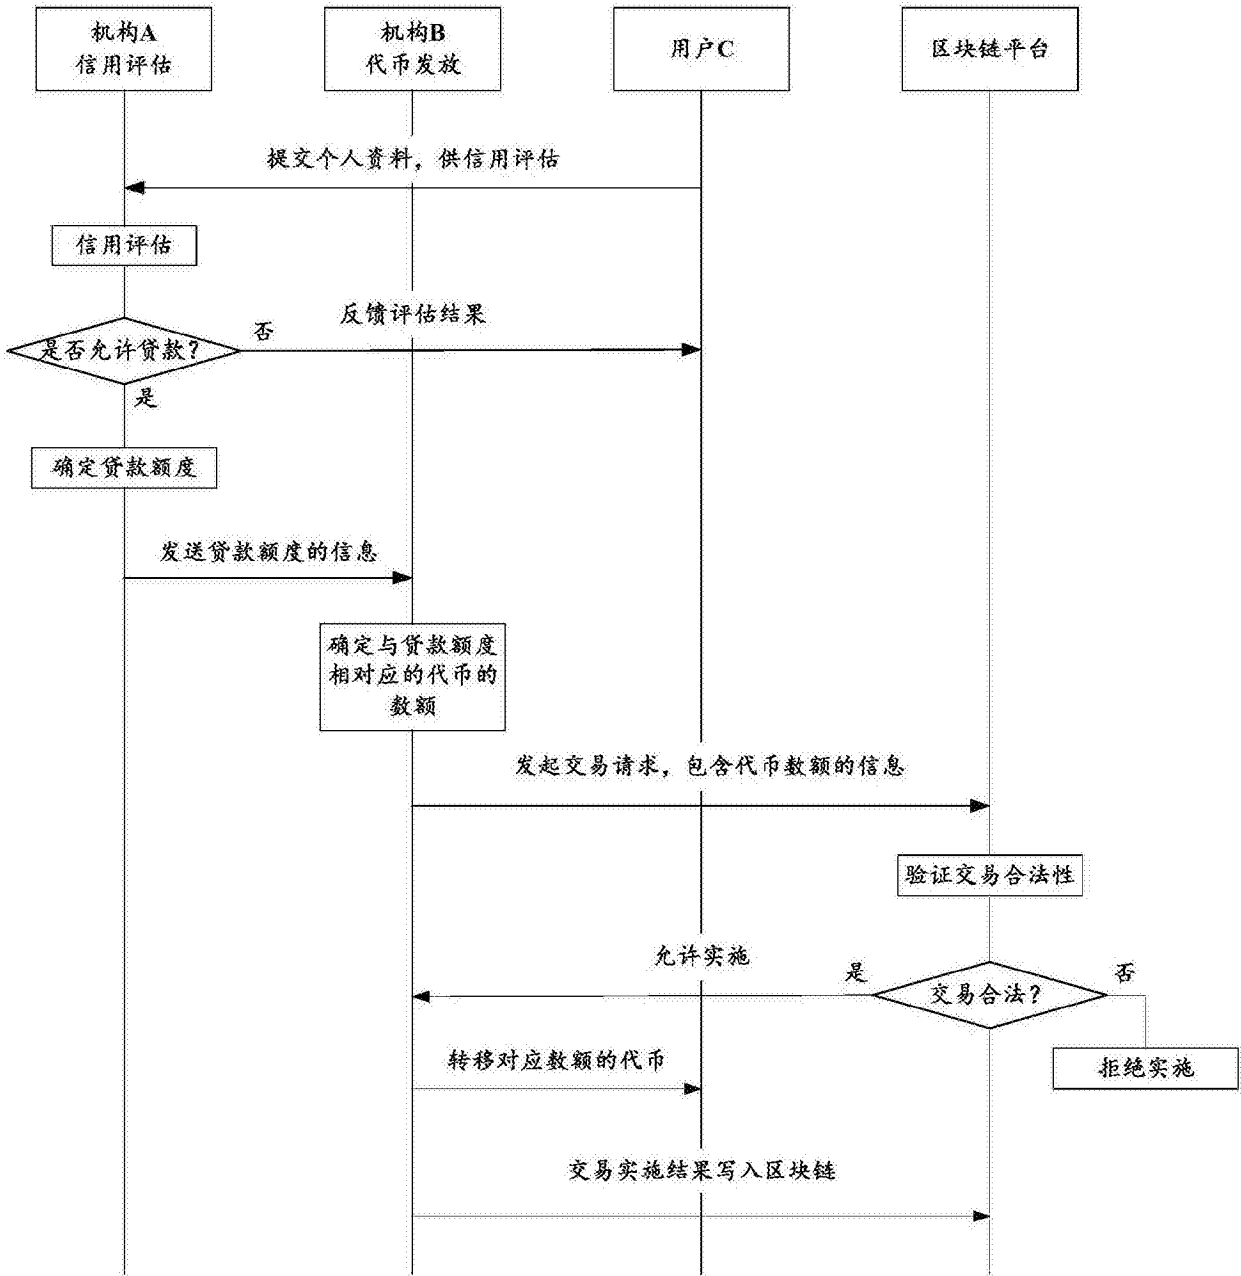 机构A
信用评估
机构B
代币发放
用户C
区块链平台
提交个人资料，供信用评估
信用评估
反馈评估结果
否
是否允许贷款？
是
确定贷款额度
发送贷款额度的信息
确定与贷款额度
相对应的代币的
数额
发起交易请求，包含代币数额的信息
验证交易合法性
允许实施
是
交易合法？
否
转移对应数额的代币
拒绝实施
交易实施结果写入区块链